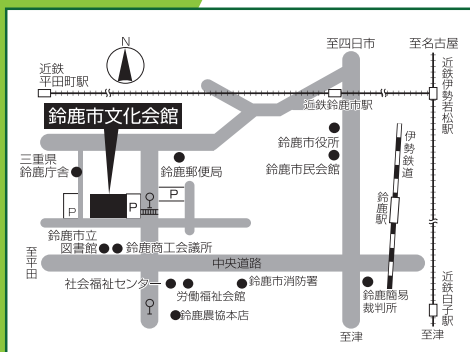 N
至四日市
至名古屋
近鉄
平田町駅
近鉄鈴鹿市駅
近鉄伊勢若松駅
鈴鹿市文化会館
伊勢鉄道
鈴鹿市役所
鈴鹿市民会館
三重県
鈴鹿庁舎
鈴鹿郵便局
鈴鹿駅
P
P
P
鈴鹿市立
図書館
鈴鹿商工会議所
至平田
中央道路
社会福祉センター
鈴鹿市消防署
労働福祉会館
鈴鹿簡易
裁判所
近鉄白子駅
鈴鹿農協本店
至津
至津